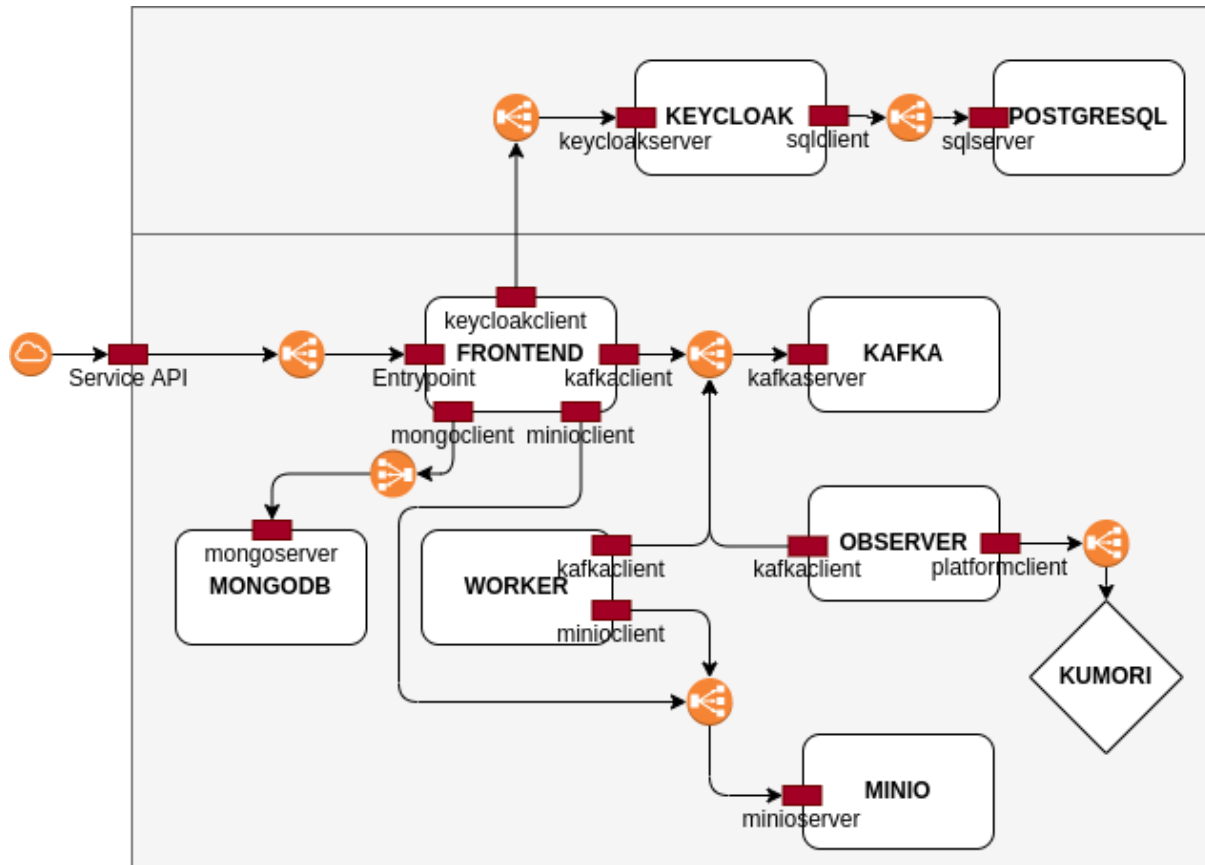 KEYCLOAK
POSTGRESQL
keycloakserver
sqlclient
sqlserver
keycloakclient
Service API
Entrypoint
FRONTEND
kafkaclient
kafkaserver
KAFKA
mongoclient
minioclient
mongoserver
MONGODB
WORKER
kafkaclient
minioclient
kafkaclient
OBSERVER
platformclient
KUMORI
MINIO
minioserver